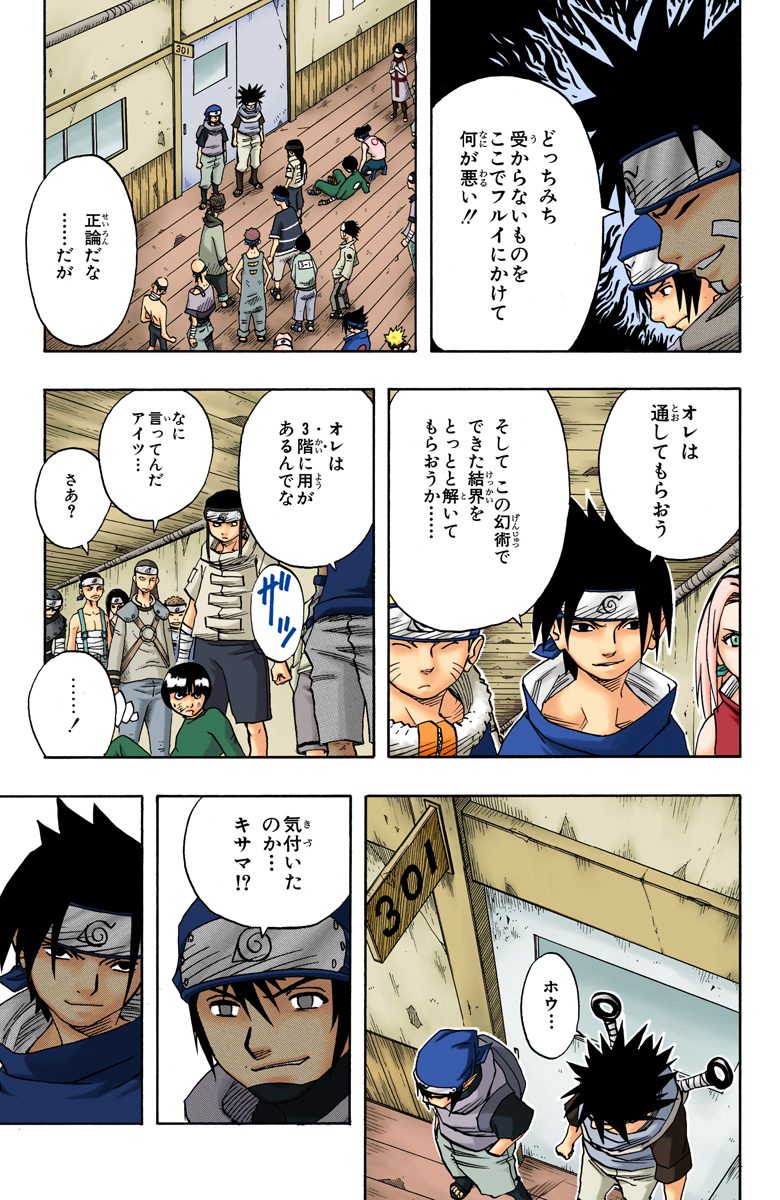 どっちみち
受からないものを
ここでフルイにかけて
何が悪い!!
301
正論だな
……だが
オレは
通してもらおう
そして この幻術で
できた結界を
とっとと解いて
もらおうか……
オレは
3階に用が
あるんでな
ザッ
なに
言ってんだ
アイツ…
さあ?
……!
301
ホウ…
気付いた
のか…
キサマ!?